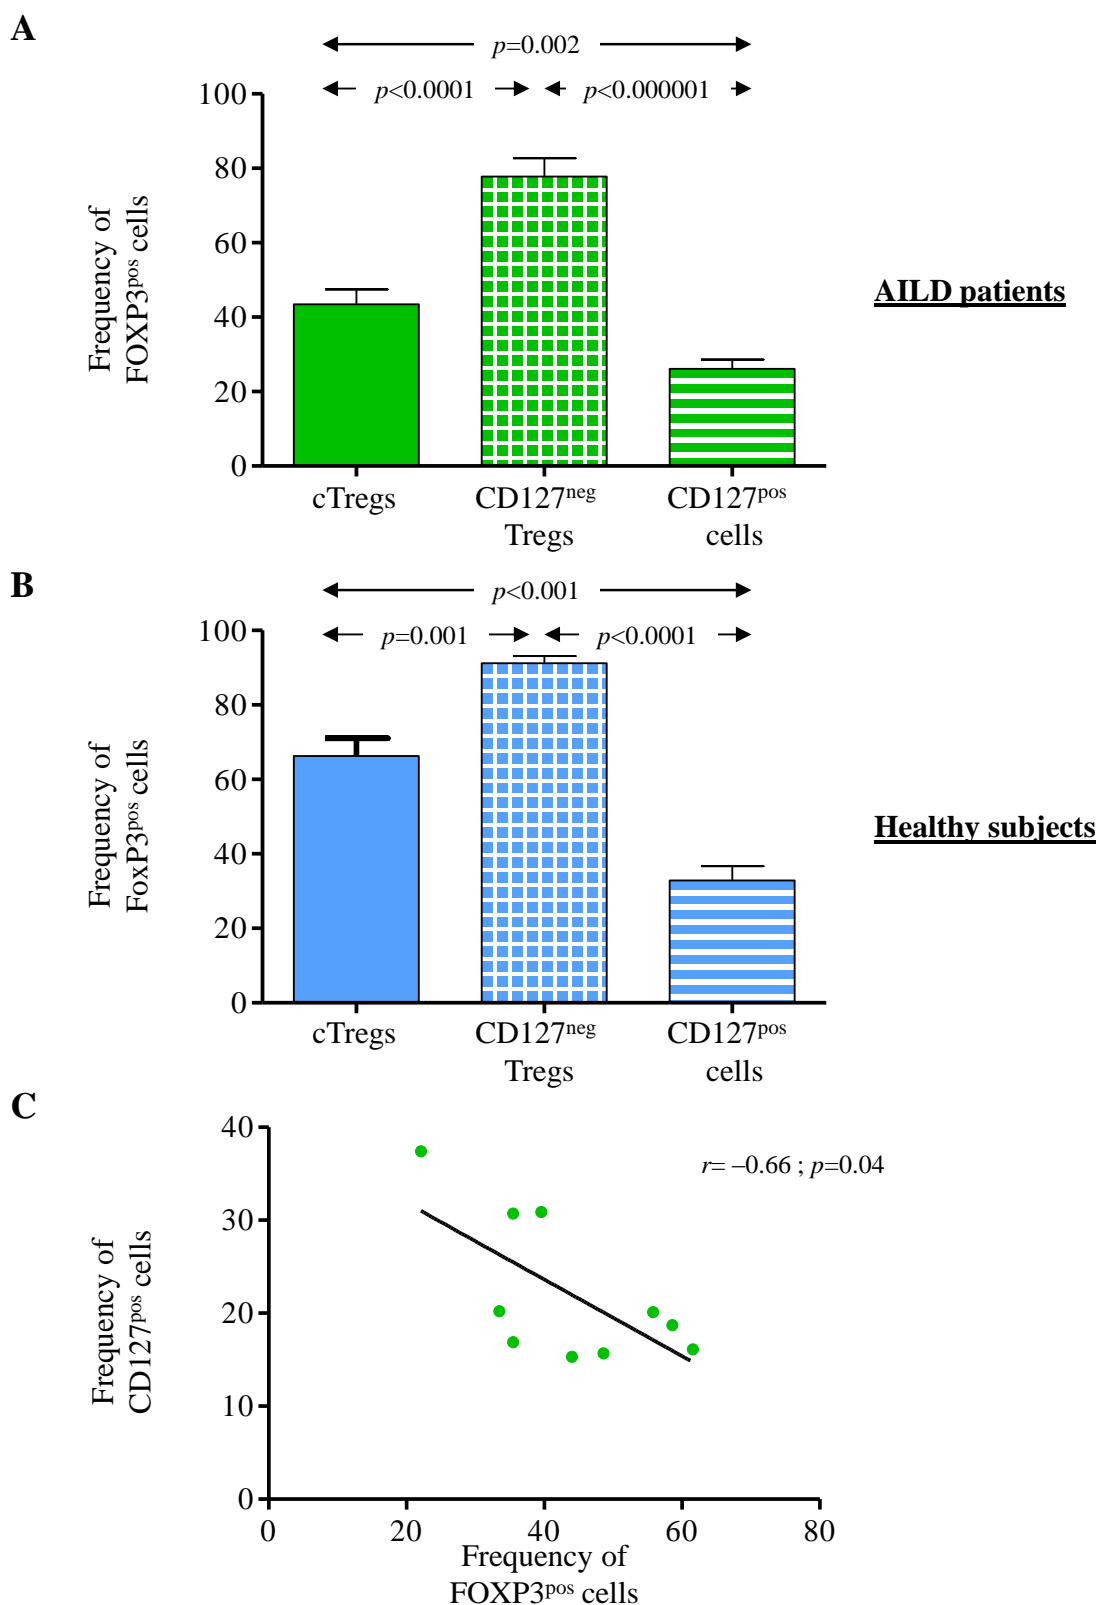 A
p=0.002
p<0.0001
p<0.000001
100
80
60
40
20
0
Frequency of
FOXP3pos cells
AILD patients
cTregs
CD127neg
Tregs
CD127pos
cells
B
p<0.001
p=0.001
p<0.0001
100
80
60
40
20
0
Frequency of
FoxP3pos cells
Healthy subjects
cTregs
CD127neg
Tregs
CD127pos
cells
C
r= –0.66 ; p=0.04
40
30
20
10
0
Frequency of
CD127pos cells
0
20
40
60
80
Frequency of
FOXP3pos cells